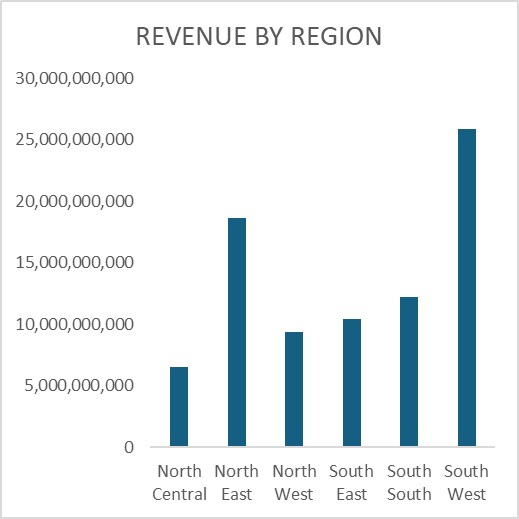 REVENUE BY REGION
30,000,000,000
25,000,000,000
20,000,000,000
15,000,000,000
10,000,000,000
5,000,000,000
0
North Central
North East
North West
South East
South South
South West